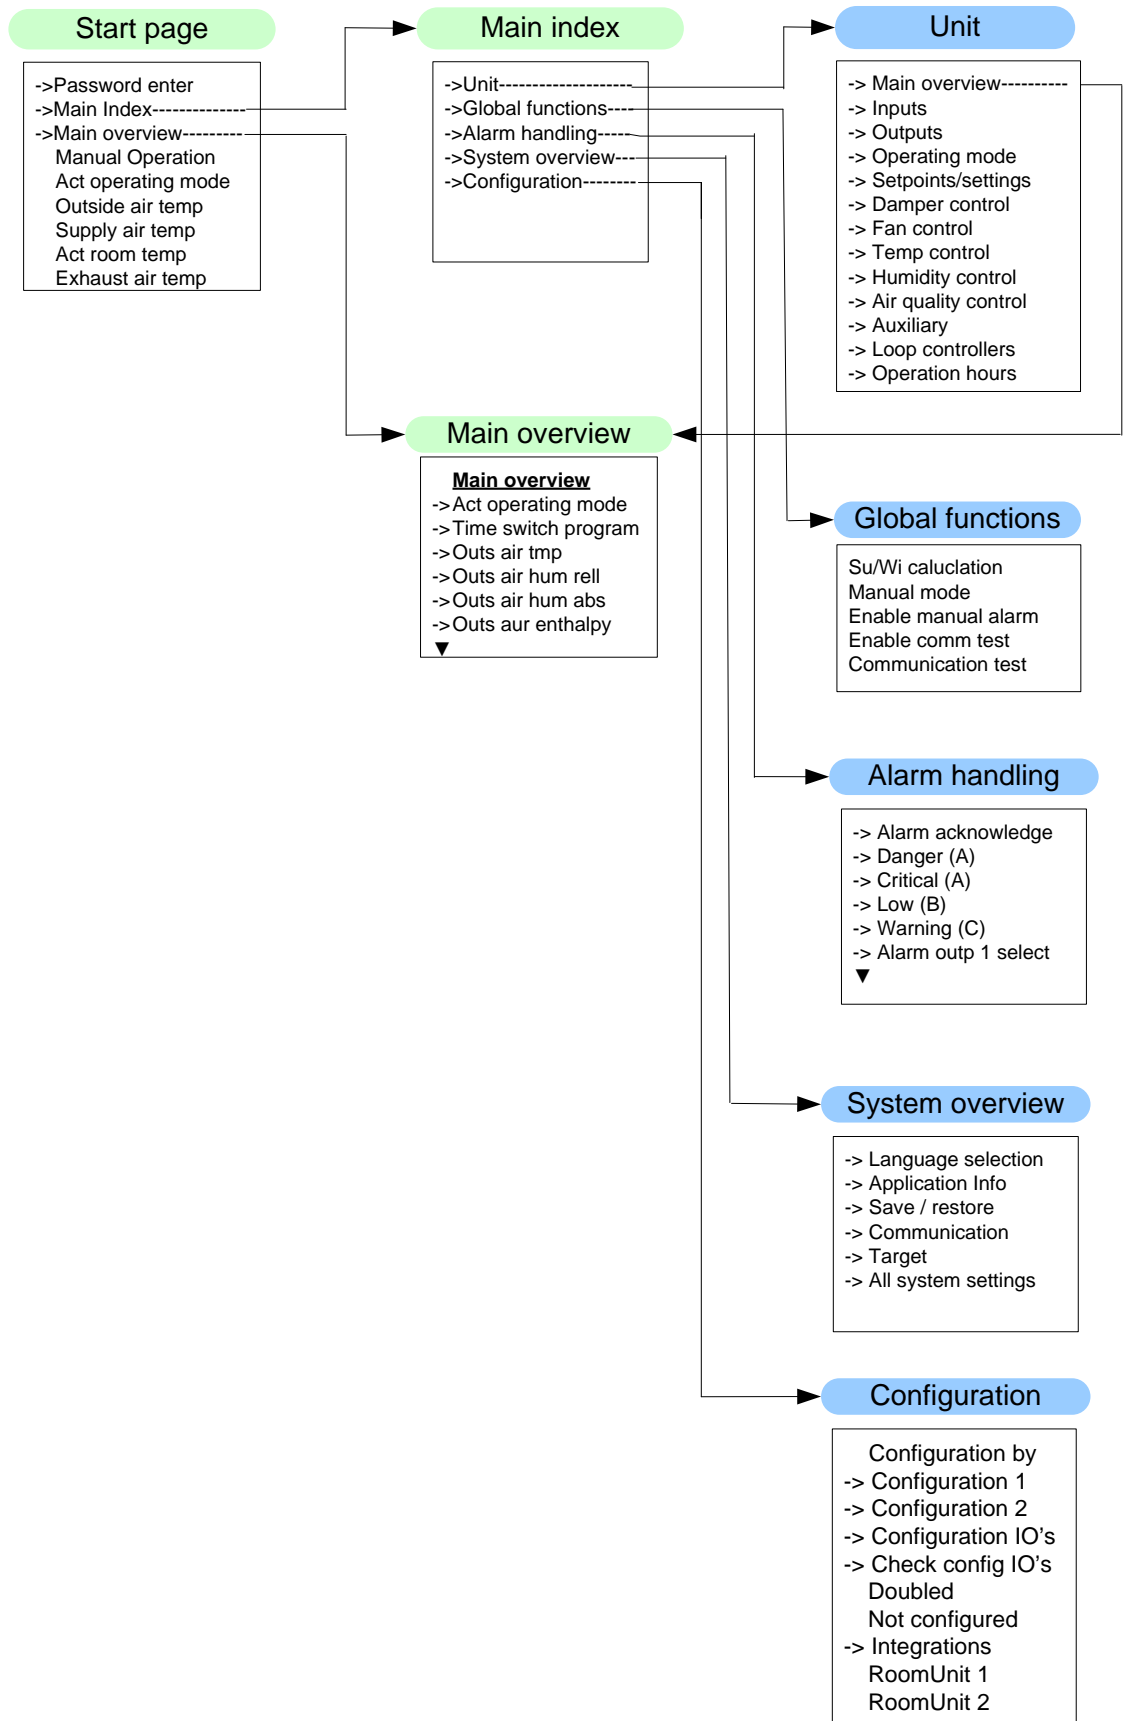 Start page
->Password enter
->Main Index--------------
->Main overview---------
Manual Operation
Act operating mode
Outside air temp
Supply air temp
Act room temp
Exhaust air temp
Main index
->Unit--------------------
->Global functions----
->Alarm handling-----
->System overview---
->Configuration--------
Unit
-> Main overview----------
-> Inputs
-> Outputs
-> Operating mode
-> Setpoints/settings
-> Damper control
-> Fan control
-> Temp control
-> Humidity control
-> Air quality control
-> Auxiliary
-> Loop controllers
-> Operation hours
Main overview
Main overview
->Act operating mode
->Time switch program
->Outs air tmp
->Outs air hum rell
->Outs air hum abs
->Outs aur enthalpy
▼
Global functions
Su/Wi caluclation
Manual mode
Enable manual alarm
Enable comm test
Communication test
Alarm handling
-> Alarm acknowledge
-> Danger (A)
-> Critical (A)
-> Low (B)
-> Warning (C)
-> Alarm outp 1 select
▼
System overview
-> Language selection
-> Application Info
-> Save / restore
-> Communication
-> Target
-> All system settings
Configuration
Configuration by
-> Configuration 1
-> Configuration 2
-> Configuration IO's
-> Check config IO's
Doubled
Not configured
-> Integrations
RoomUnit 1
RoomUnit 2